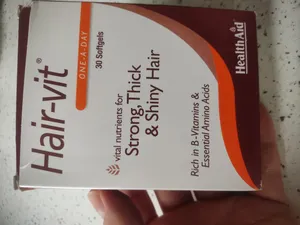 HealthAid
Hair-vit®
ONE-A-DAY
30 Softgels
vital nutrients for
Strong, Thick
& Shiny Hair
Rich in B-Vitamins &
Essential Amino Acids